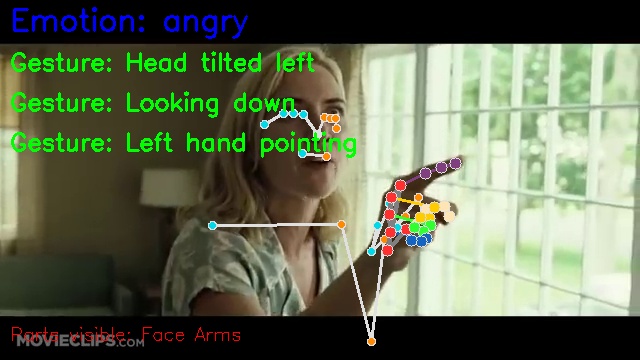 Emotion: angry
Gesture: Head tilted left
Gesture: Looking down
Gesture: Left hand pointing
Parts visible: Face Arms
MOVIECLIPS.COM